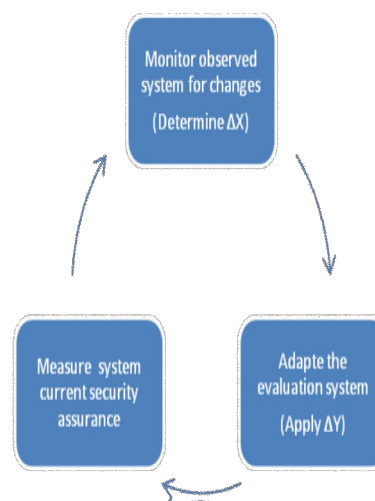 Monitor observed
system for changes
(Determine ΔX)
Measure system
current security
assurance
Adapte the
evaluation system
(Apply ΔY)